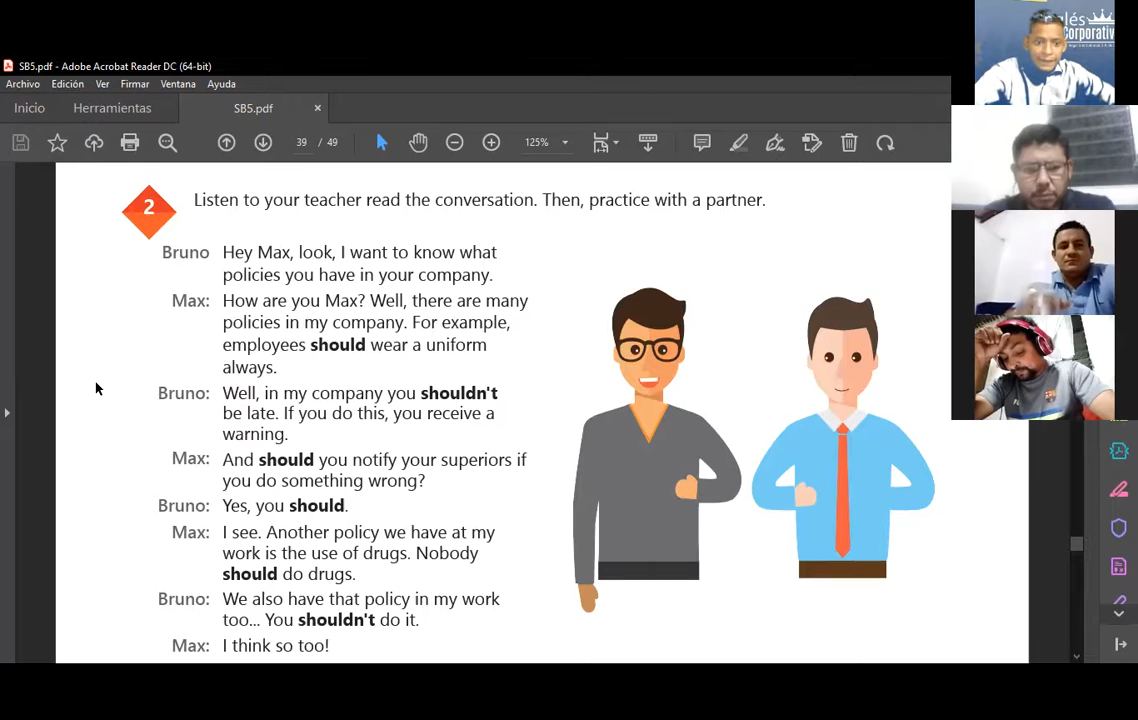 inglés
Corporativ
SB5.pdf - Adobe Acrobat Reader DC (64-bit)
Archivo Edición Ver Firmar Ventana Ayuda
Inicio Herramientas SB5.pdf ×
39 / 49 125%
2 Listen to your teacher read the conversation. Then, practice with a partner.
Bruno Hey Max, look, I want to know what
policies you have in your company.
Max: How are you Max? Well, there are many
policies in my company. For example,
employees should wear a uniform
always.
Bruno: Well, in my company you shouldn't
be late. If you do this, you receive a
warning.
Max: And should you notify your superiors if
you do something wrong?
Bruno: Yes, you should.
Max: I see. Another policy we have at my
work is the use of drugs. Nobody
should do drugs.
Bruno: We also have that policy in my work
too... You shouldn't do it.
Max: I think so too!